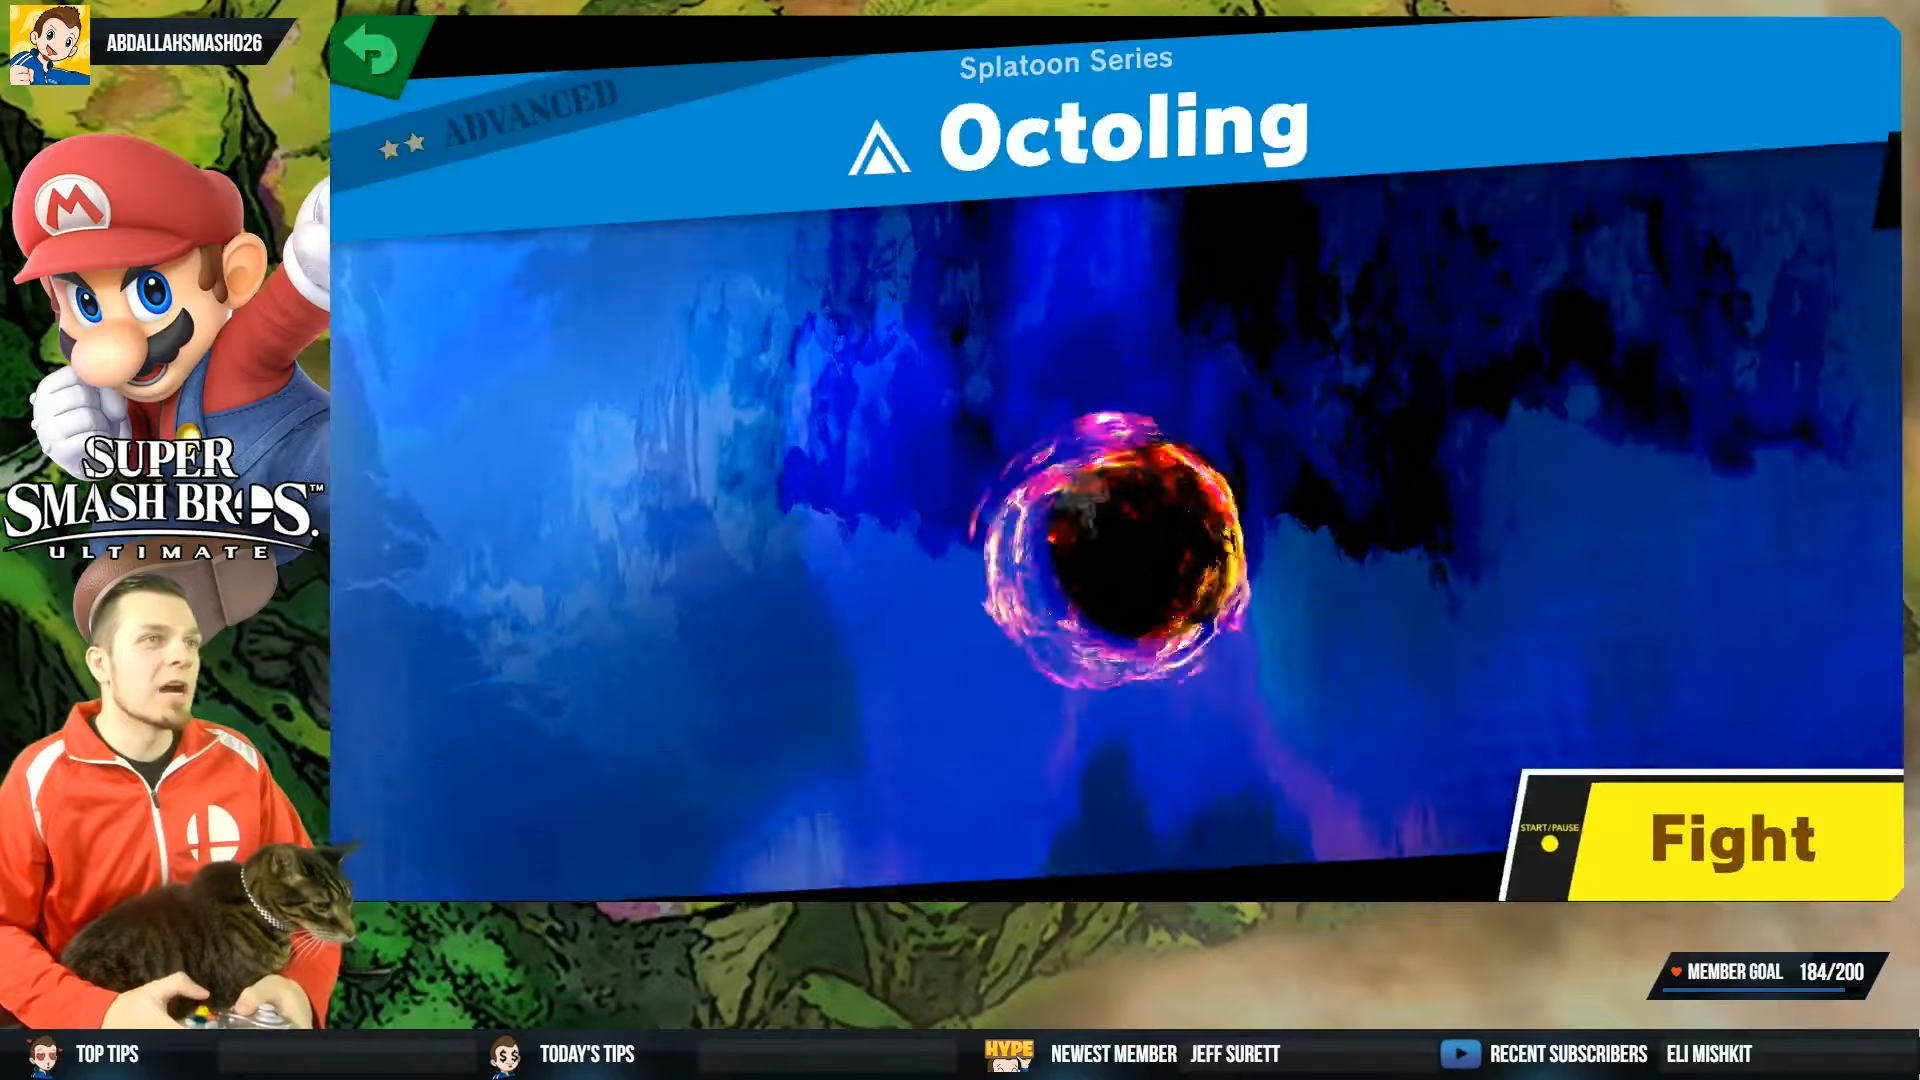 ABDALLAHSMASH026
Splatoon Series
ADVANCED
Octoling
M
SUPER
SMASH BROS.™
ULTIMATE
START/PAUSE
Fight
MEMBER GOAL 184/200
TOP TIPS
TODAY'S TIPS
HYPE
NEWEST MEMBER JEFF SURETT
RECENT SUBSCRIBERS ELI MISHKIT